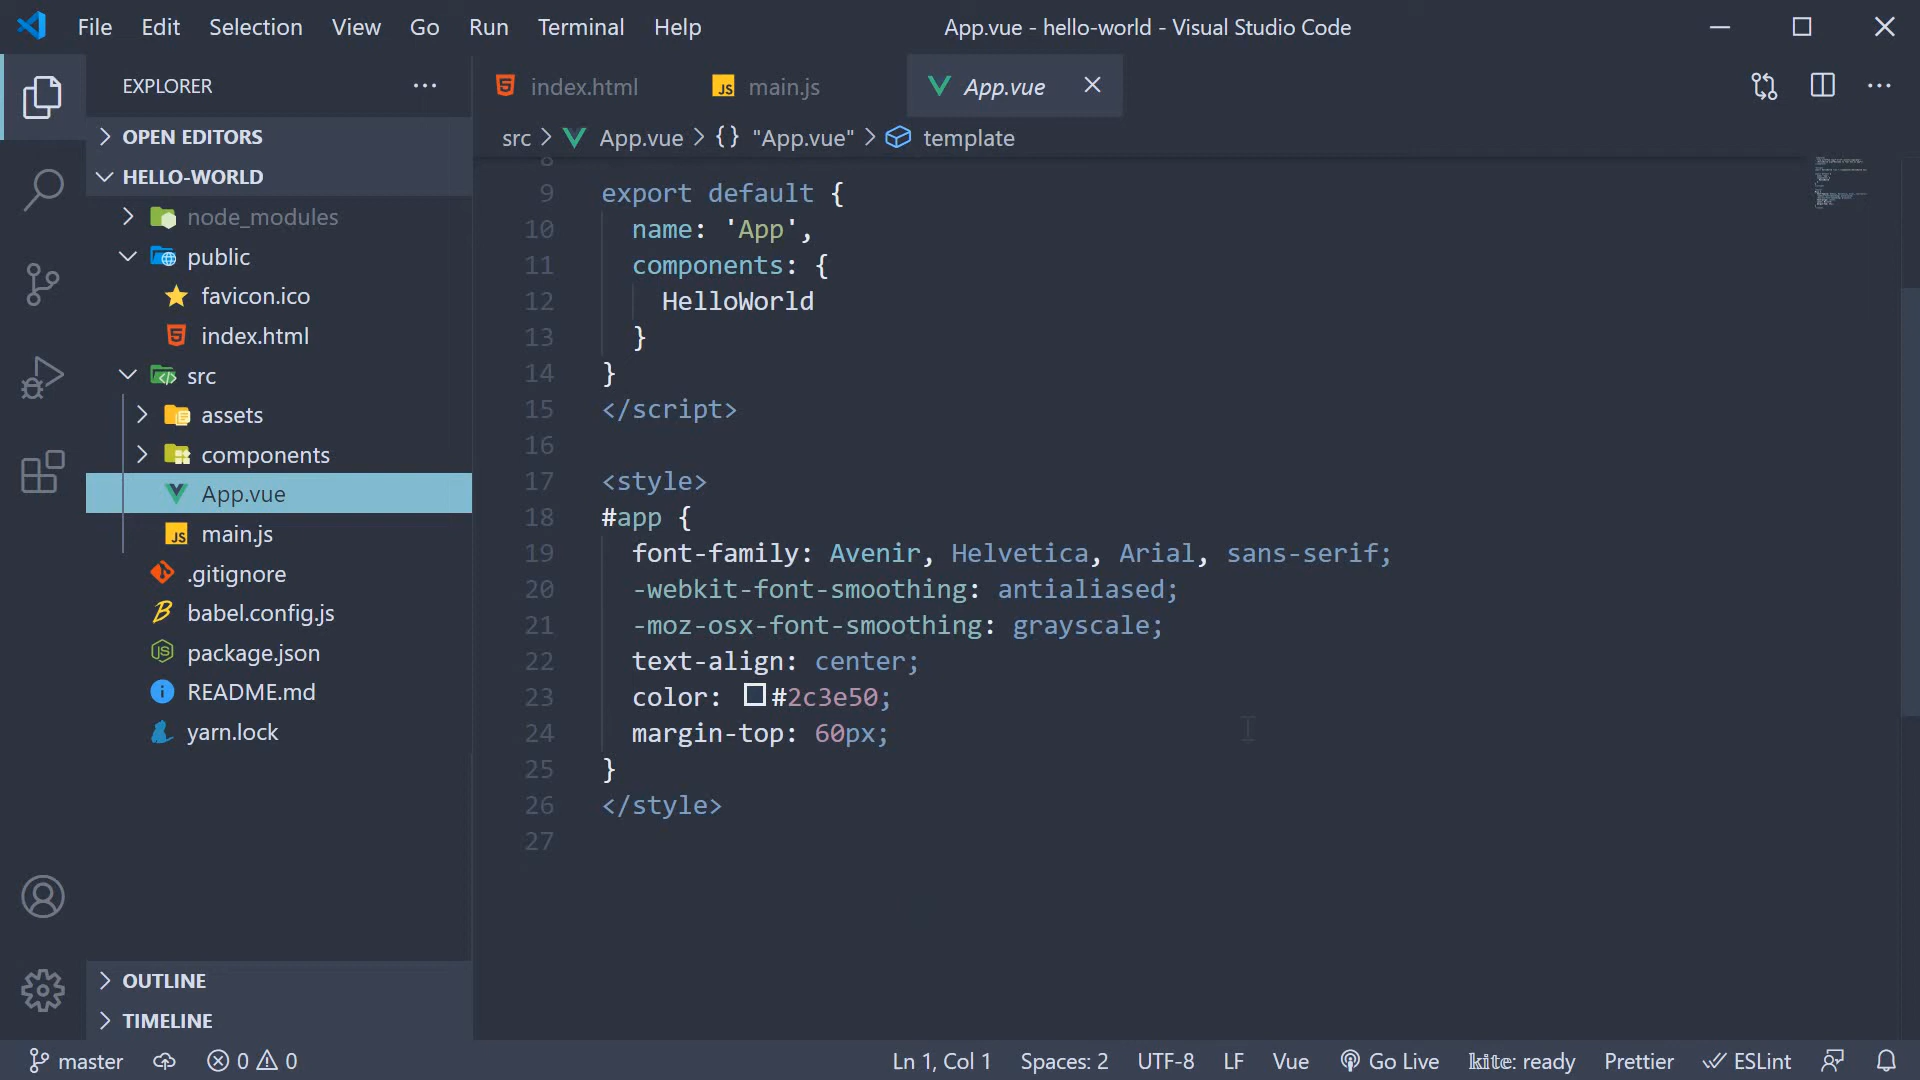 File Edit Selection View Go Run Terminal Help
App.vue - hello-world - Visual Studio Code
EXPLORER
OPEN EDITORS
HELLO-WORLD
node_modules
public
favicon.ico
index.html
src
assets
components
App.vue
main.js
.gitignore
babel.config.js
package.json
README.md
yarn.lock
OUTLINE
TIMELINE
index.html
JS main.js
App.vue
src > App.vue > {} "App.vue" > template
8
9 export default {
10 name: 'App',
11 components: {
12 HelloWorld
13 }
14 }
15 </script>
16
17 <style>
18 #app {
19 font-family: Avenir, Helvetica, Arial, sans-serif;
20 -webkit-font-smoothing: antialiased;
21 -moz-osx-font-smoothing: grayscale;
22 text-align: center;
23 color: #2c3e50;
24 margin-top: 60px;
25 }
26 </style>
27
master 0 0
Ln 1, Col 1 Spaces: 2 UTF-8 LF Vue Go Live kite: ready Prettier ESLint